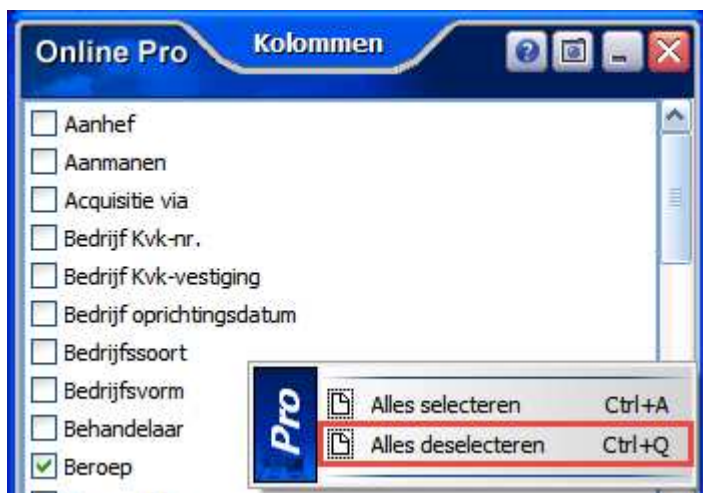 Online Pro
Kolommen
Aanhef
Aanmanen
Acquisitie via
Bedrijf Kvk-nr.
Bedrijf Kvk-vestiging
Bedrijf oprichtingsdatum
Bedrijfssoort
Bedrijfsvorm
Behandelaar
Beroep
Pro
Alles selecteren Ctrl+A
Alles deselecteren Ctrl+Q